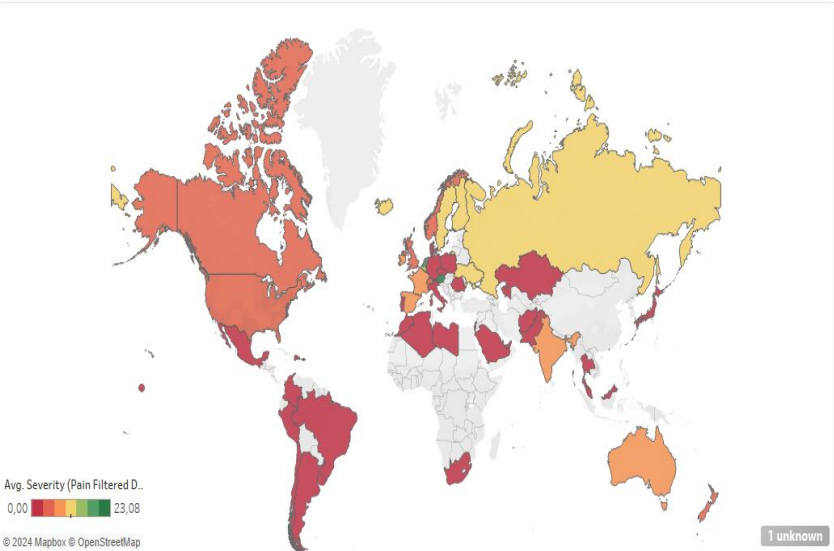 Avg. Severity (Pain Filtered D..
0,00 23,08
© 2024 Mapbox © OpenStreetMap
1 unknown